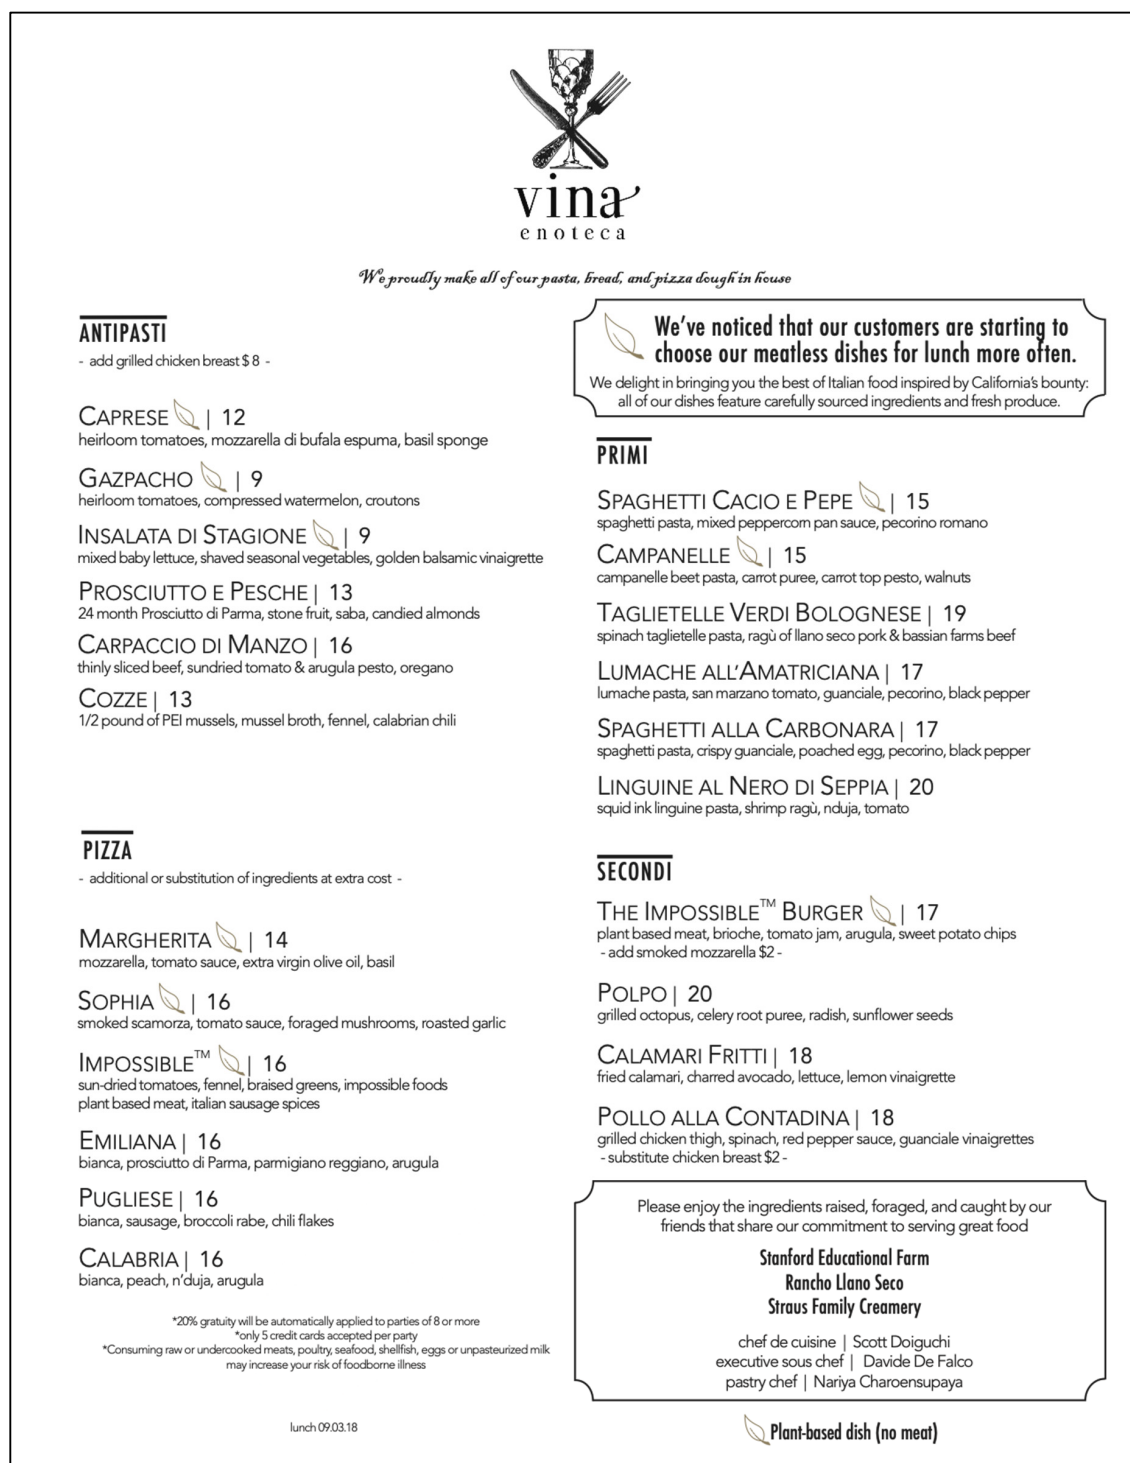 vina
enoteca
We proudly make all of our pasta, bread, and pizza dough in house
ANTIPASTI
- add grilled chicken breast $ 8 -
CAPRESE | 12
heirloom tomatoes, mozzarella di bufala espuma, basil sponge
GAZPACHO | 9
heirloom tomatoes, compressed watermelon, croutons
INSALATA DI STAGIONE | 9
mixed baby lettuce, shaved seasonal vegetables, golden balsamic vinaigrette
PROSCIUTTO E PESCHE | 13
24 month Prosciutto di Parma, stone fruit, saba, candied almonds
CARPACCIO DI MANZO | 16
thinly sliced beef, sundried tomato & arugula pesto, oregano
COZZE | 13
1/2 pound of PEI mussels, mussel broth, fennel, calabrian chili
PIZZA
- additional or substitution of ingredients at extra cost -
MARGHERITA | 14
mozzarella, tomato sauce, extra virgin olive oil, basil
SOPHIA | 16
smoked scamorza, tomato sauce, foraged mushrooms, roasted garlic
IMPOSSIBLE™ | 16
sun-dried tomatoes, fennel, braised greens, impossible foods
plant based meat, italian sausage spices
EMILIANA | 16
bianca, prosciutto di Parma, parmigiano reggiano, arugula
PUGLIESE | 16
bianca, sausage, broccoli rabe, chili flakes
CALABRIA | 16
bianca, peach, n'duja, arugula
*20% gratuity will be automatically applied to parties of 8 or more
*only 5 credit cards accepted per party
*Consuming raw or undercooked meats, poultry, seafood, shellfish, eggs or unpasteurized milk
may increase your risk of foodborne illness
lunch 09.03.18
We've noticed that our customers are starting to
choose our meatless dishes for lunch more often.
We delight in bringing you the best of Italian food inspired by California's bounty:
all of our dishes feature carefully sourced ingredients and fresh produce.
PRIMI
SPAGHETTI CACIO E PEPE | 15
spaghetti pasta, mixed peppercorn pan sauce, pecorino romano
CAMPANELLE | 15
campanelle beet pasta, carrot puree, carrot top pesto, walnuts
TAGLIETELLE VERDI BOLOGNESE | 19
spinach taglietelle pasta, ragù of llano seco pork & bassian farms beef
LUMACHE ALL'AMATRICIANA | 17
lumache pasta, san marzano tomato, guanciale, pecorino, black pepper
SPAGHETTI ALLA CARBONARA | 17
spaghetti pasta, crispy guanciale, poached egg, pecorino, black pepper
LINGUINE AL NERO DI SEPPIA | 20
squid ink linguine pasta, shrimp ragù, nduja, tomato
SECONDI
THE IMPOSSIBLE™ BURGER | 17
plant based meat, brioche, tomato jam, arugula, sweet potato chips
- add smoked mozzarella $2 -
POLPO | 20
grilled octopus, celery root puree, radish, sunflower seeds
CALAMARI FRITTI | 18
fried calamari, charred avocado, lettuce, lemon vinaigrette
POLLO ALLA CONTADINA | 18
grilled chicken thigh, spinach, red pepper sauce, guanciale vinaigrettes
- substitute chicken breast $2 -
Please enjoy the ingredients raised, foraged, and caught by our
friends that share our commitment to serving great food
Stanford Educational Farm
Rancho Llano Seco
Straus Family Creamery
chef de cuisine | Scott Doiguchi
executive sous chef | Davide De Falco
pastry chef | Nariya Charoensupaya
Plant-based dish (no meat)